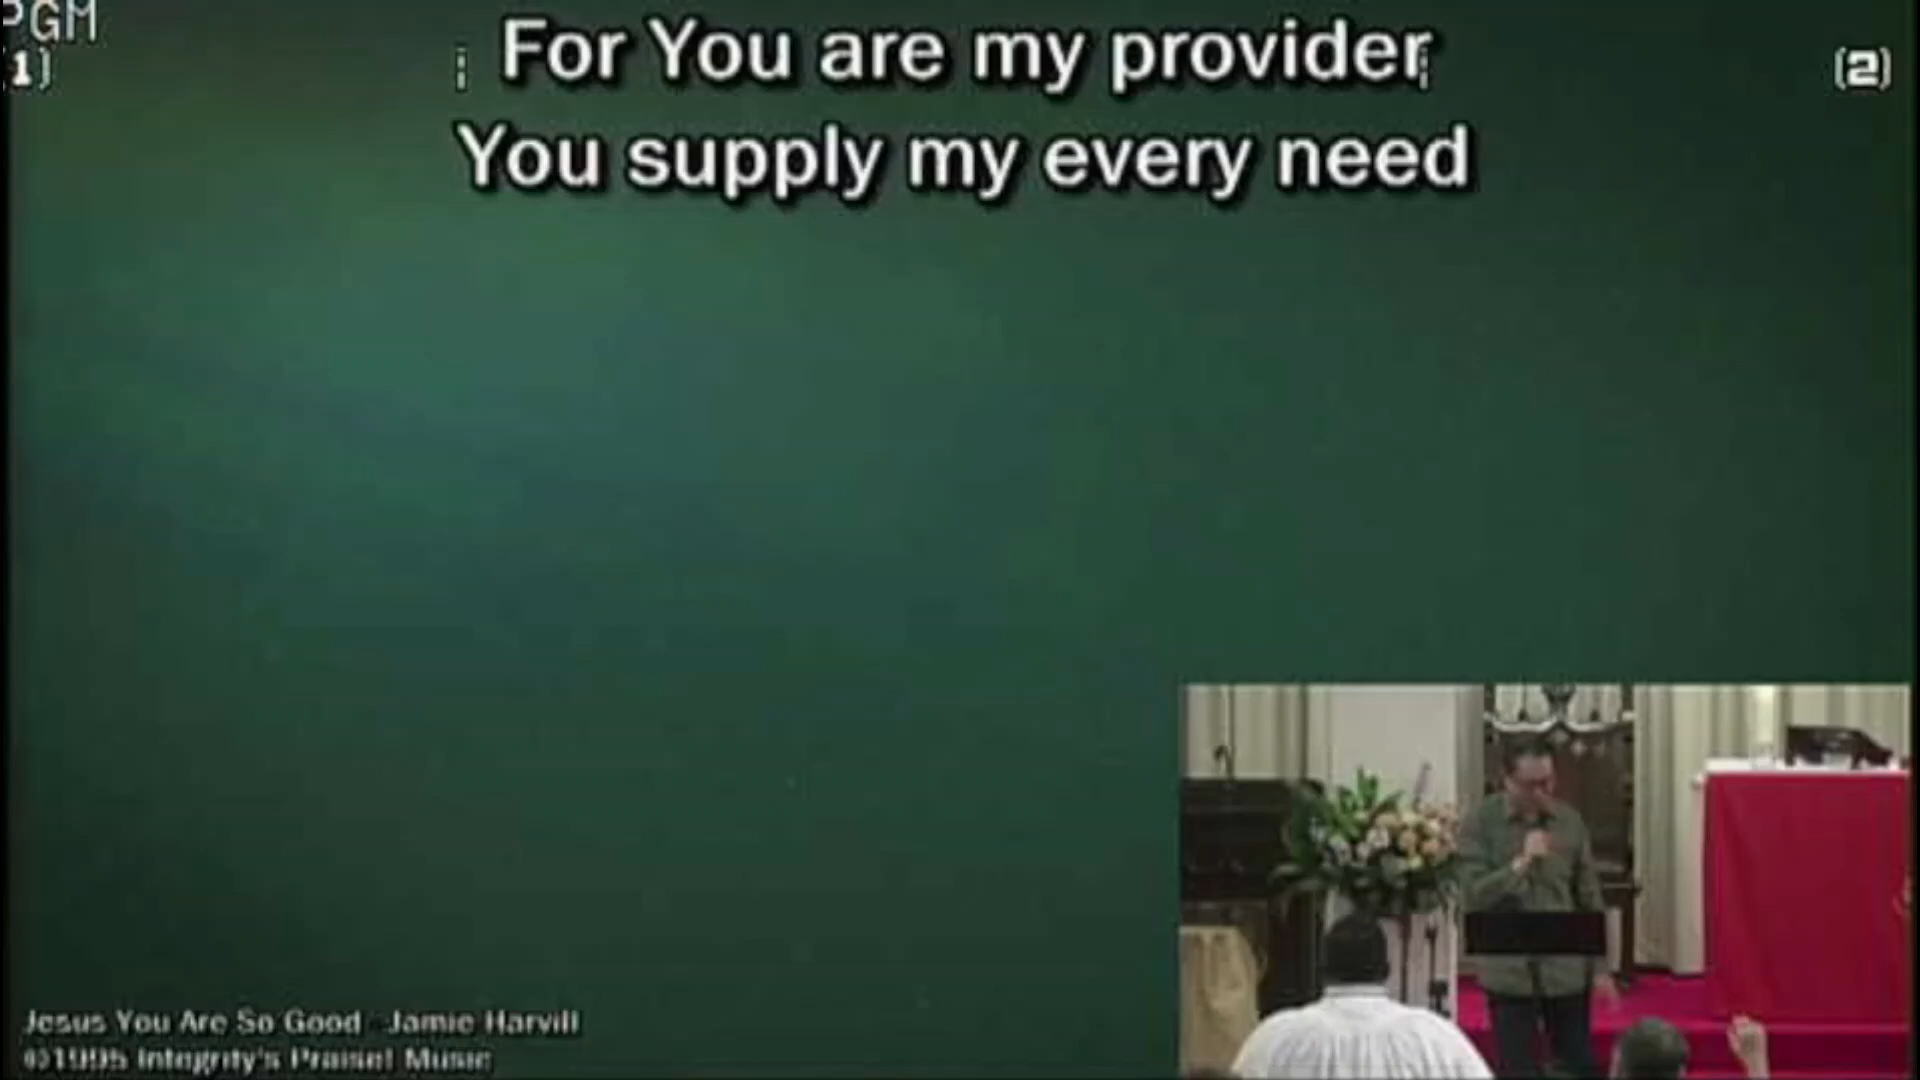 PGM
1)
For You are my provider
(2)
You supply my every need
Jesus You Are So Good - Jamie Harvill
©1995 Integrity's Praise! Music